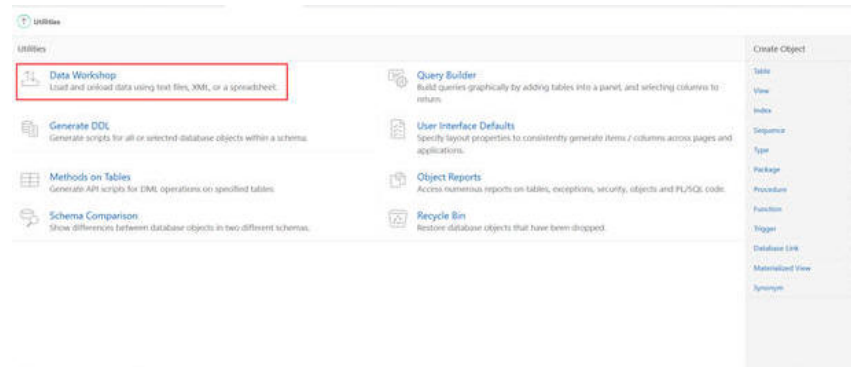 Utilities
Utilities
Data Workshop
Load and unload data using text files, XML, or a spreadsheet.
Query Builder
Build queries graphically by adding tables into a panel, and selecting columns to
return.
Generate DDL
Generate scripts for all or selected database objects within a schema.
User Interface Defaults
Specify layout properties to consistently generate items / columns across pages and
applications.
Methods on Tables
Generate API scripts for DML operations on specified tables.
Object Reports
Access numerous reports on tables, exceptions, security, objects and PL/SQL code.
Schema Comparison
Show differences between database objects in two different schemas.
Recycle Bin
Restore database objects that have been dropped.
Create Object
Table
View
Index
Sequence
Type
Package
Procedure
Function
Trigger
Database Link
Materialized View
Synonym